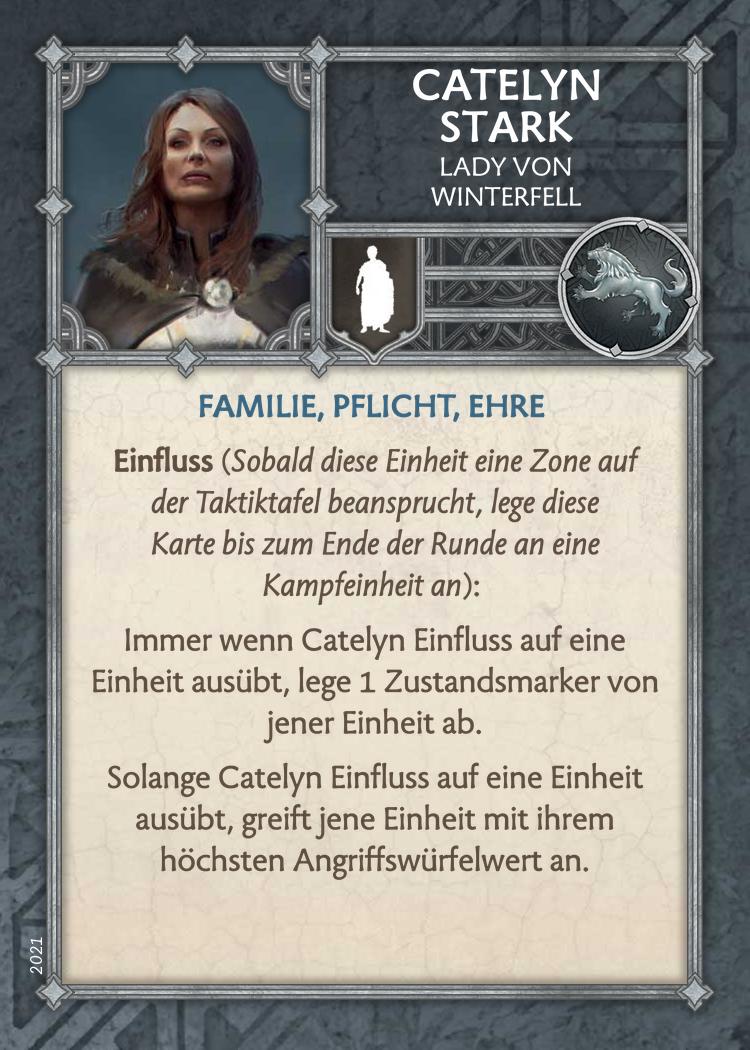 CATELYN
STARK
LADY VON
WINTERFELL
FAMILIE, PFLICHT, EHRE
Einfluss (Sobald diese Einheit eine Zone auf
der Taktiktafel beansprucht, lege diese
Karte bis zum Ende der Runde an eine
Kampfeinheit an):
Immer wenn Catelyn Einfluss auf eine
Einheit ausübt, lege 1 Zustandsmarker von
jener Einheit ab.
Solange Catelyn Einfluss auf eine Einheit
ausübt, greift jene Einheit mit ihrem
höchsten Angriffswürfelwert an.
2021